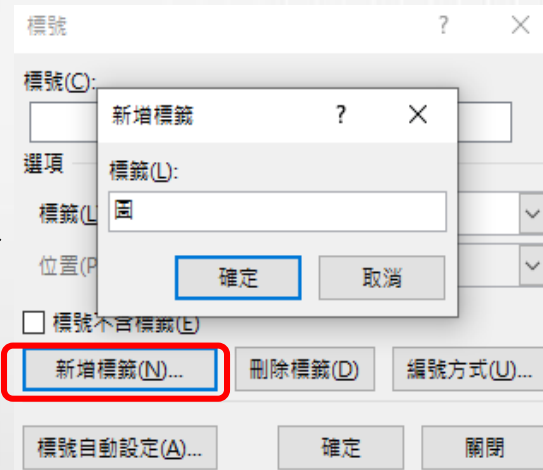 標號 ? ×
標號(C):
新增標籤 ? ×
選項
標籤(L):
標籤(L
圖
位置(P
確定 取消
標號不含標籤(E)
新增標籤(N)... 刪除標籤(D) 編號方式(U)...
標號自動設定(A)... 確定 關閉